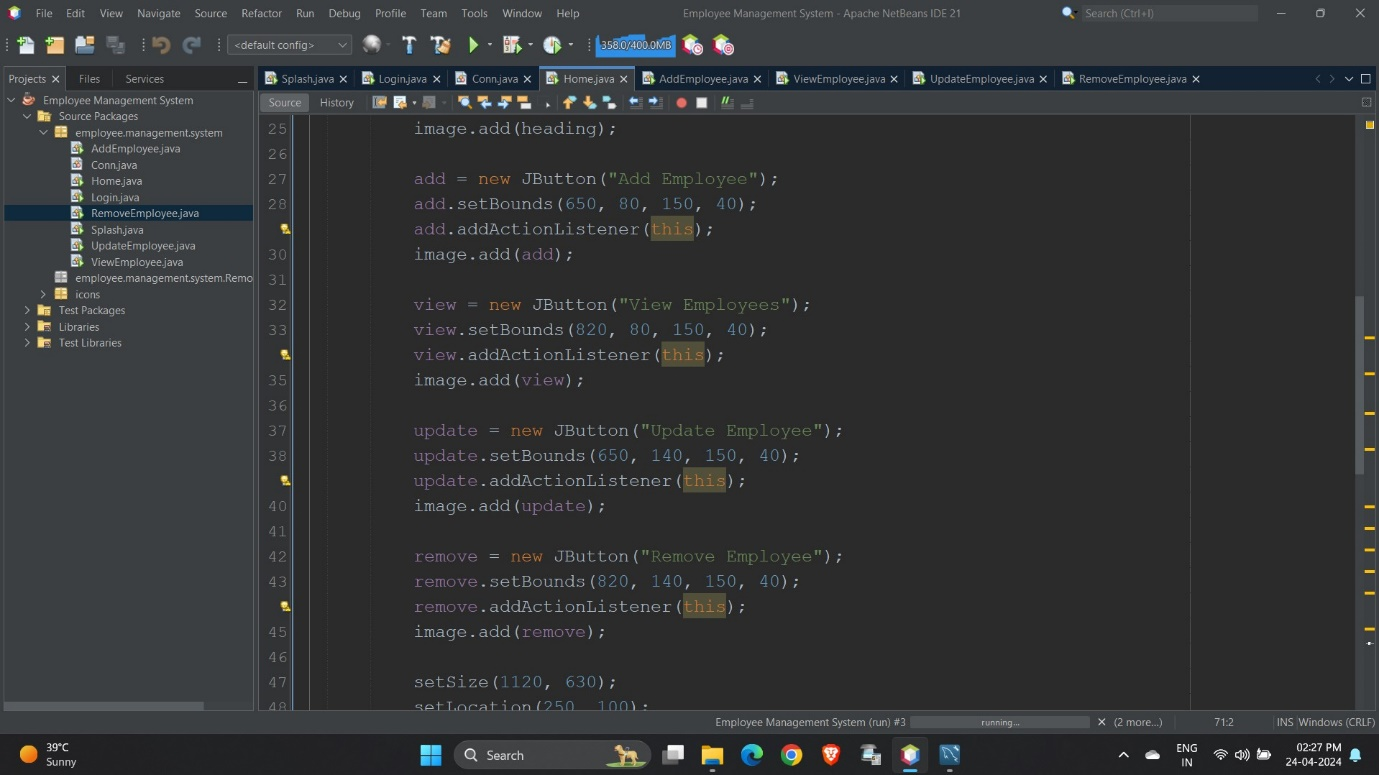 File Edit View Navigate Source Refactor Run Debug Profile Team Tools Window Help Employee Management System - Apache NetBeans IDE 21 Search (Ctrl+I)
<default config> 358.0/400.0MB
Projects Files Services Splash.java Login.java Conn.java Home.java AddEmployee.java ViewEmployee.java UpdateEmployee.java RemoveEmployee.java
Source History
Employee Management System
Source Packages
employee.management.system
AddEmployee.java
Conn.java
Home.java
Login.java
RemoveEmployee.java
Splash.java
UpdateEmployee.java
ViewEmployee.java
employee.management.system.Remo
icons
Test Packages
Libraries
Test Libraries
25 image.add(heading);
26
27 add = new JButton("Add Employee");
28 add.setBounds(650, 80, 150, 40);
add.addActionListener(this);
30 image.add(add);
31
32 view = new JButton("View Employees");
33 view.setBounds(820, 80, 150, 40);
view.addActionListener(this);
35 image.add(view);
36
37 update = new JButton("Update Employee");
38 update.setBounds(650, 140, 150, 40);
update.addActionListener(this);
40 image.add(update);
41
42 remove = new JButton("Remove Employee");
43 remove.setBounds(820, 140, 150, 40);
remove.addActionListener(this);
45 image.add(remove);
46
47 setSize(1120, 630);
48 setLocation(250, 100);
Employee Management System (run) #3 running... (2 more...) 71:2 INS Windows (CRLF)
39°C
Sunny
Search
ENG
IN
02:27 PM
24-04-2024